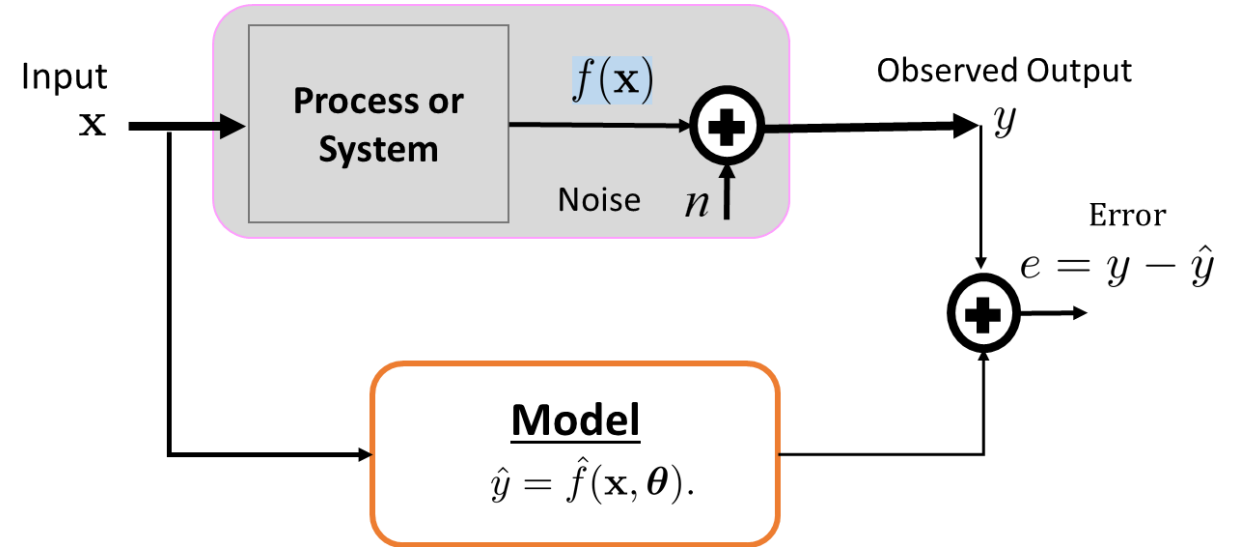 Input
x
Process or
System
f(x)
Noise
n
Observed Output
y
Error
e = y − ŷ
Model
ŷ = f̂(x, θ).